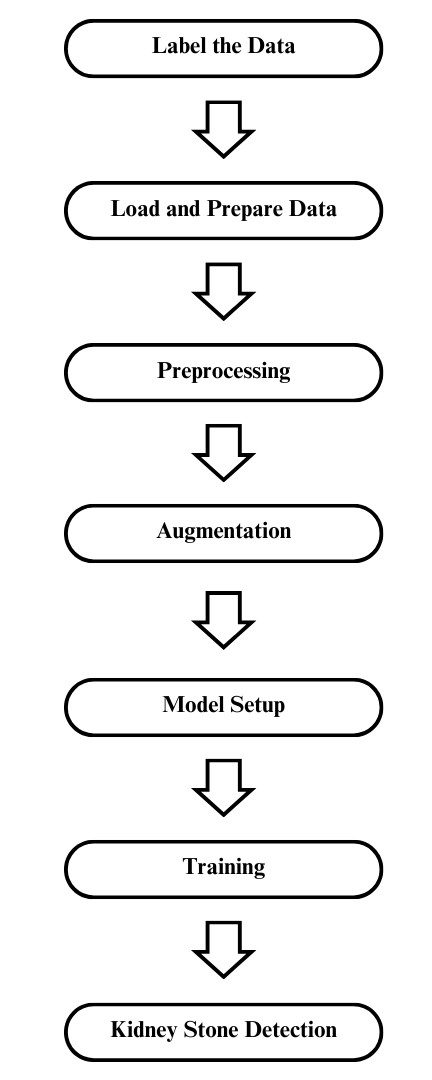 Label the Data
Load and Prepare Data
Preprocessing
Augmentation
Model Setup
Training
Kidney Stone Detection